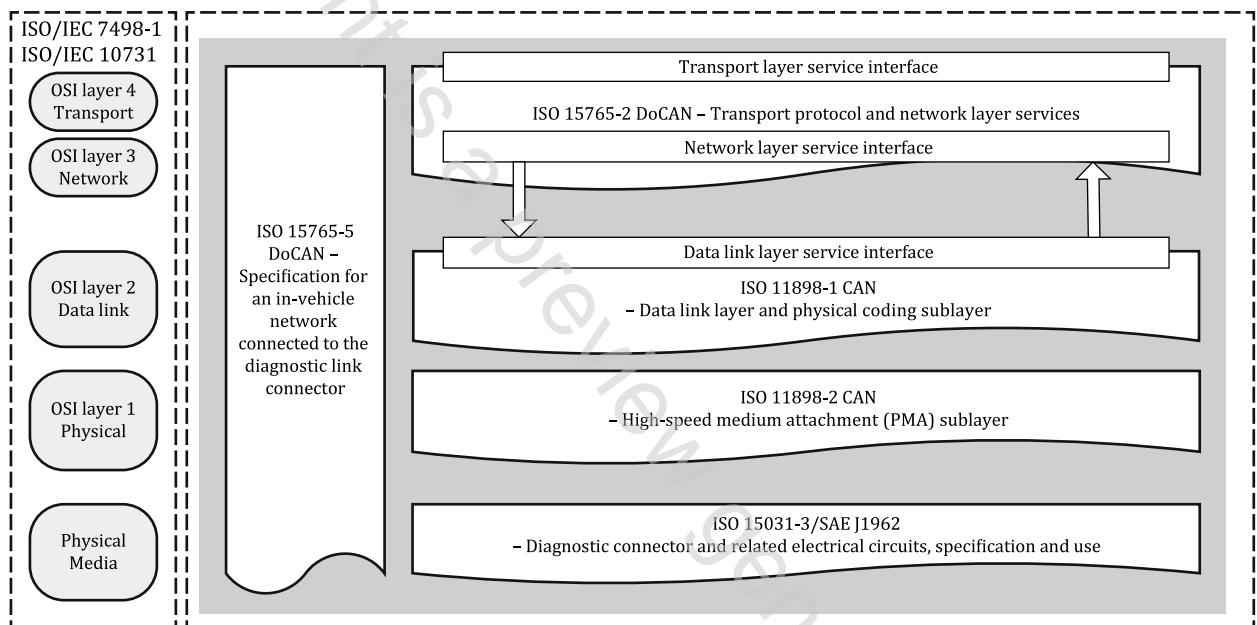 ISO/IEC 7498-1
ISO/IEC 10731
OSI layer 4
Transport
OSI layer 3
Network
OSI layer 2
Data link
OSI layer 1
Physical
Physical
Media
ISO 15765-5
DoCAN –
Specification for
an in-vehicle
network
connected to the
diagnostic link
connector
Transport layer service interface
ISO 15765-2 DoCAN – Transport protocol and network layer services
Network layer service interface
Data link layer service interface
ISO 11898-1 CAN
– Data link layer and physical coding sublayer
ISO 11898-2 CAN
– High-speed medium attachment (PMA) sublayer
ISO 15031-3/SAE J1962
– Diagnostic connector and related electrical circuits, specification and use
is a preview